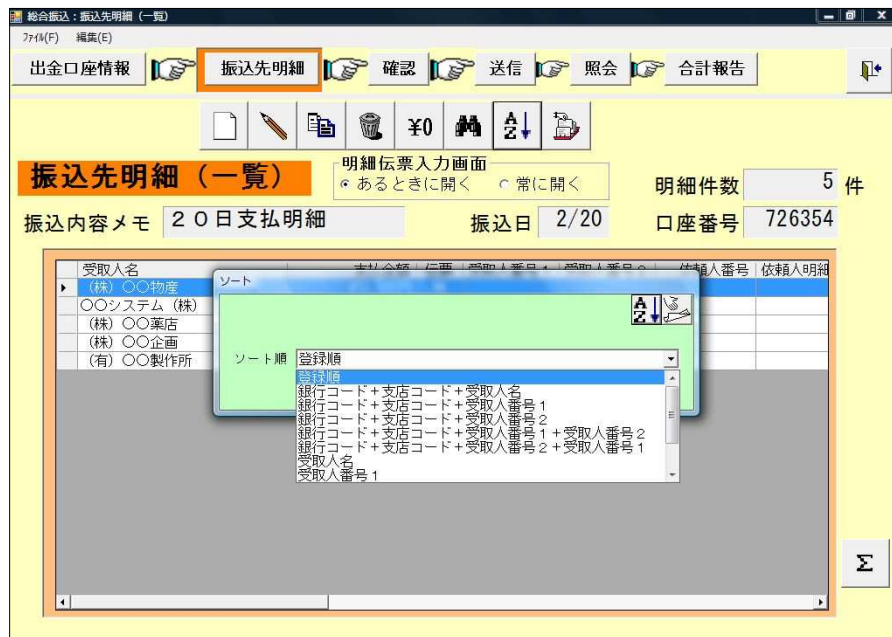 総合振込:振込先明細(一覧)
ファイル(F) 編集(E)
出金口座情報 振込先明細 確認 送信 照会 合計報告
¥0 A Z
振込先明細(一覧)
明細伝票入力画面
あるときに開く 常に開く
明細件数 5 件
振込内容メモ 20日支払明細 振込日 2/20 口座番号 726354
受取人名 支払金額 伝票 受取人番号1 受取人番号2 依頼人番号 依頼人明細
(株)〇〇物産
〇〇システム(株)
(株)〇〇薬店
(株)〇〇企画
(有)〇〇製作所
ソート
A Z
ソート順 登録順
登録順
銀行コード+支店コード+受取人名
銀行コード+支店コード+受取人番号1
銀行コード+支店コード+受取人番号2
銀行コード+支店コード+受取人番号1+受取人番号2
銀行コード+支店コード+受取人番号2+受取人番号1
受取人名
受取人番号1
Σ